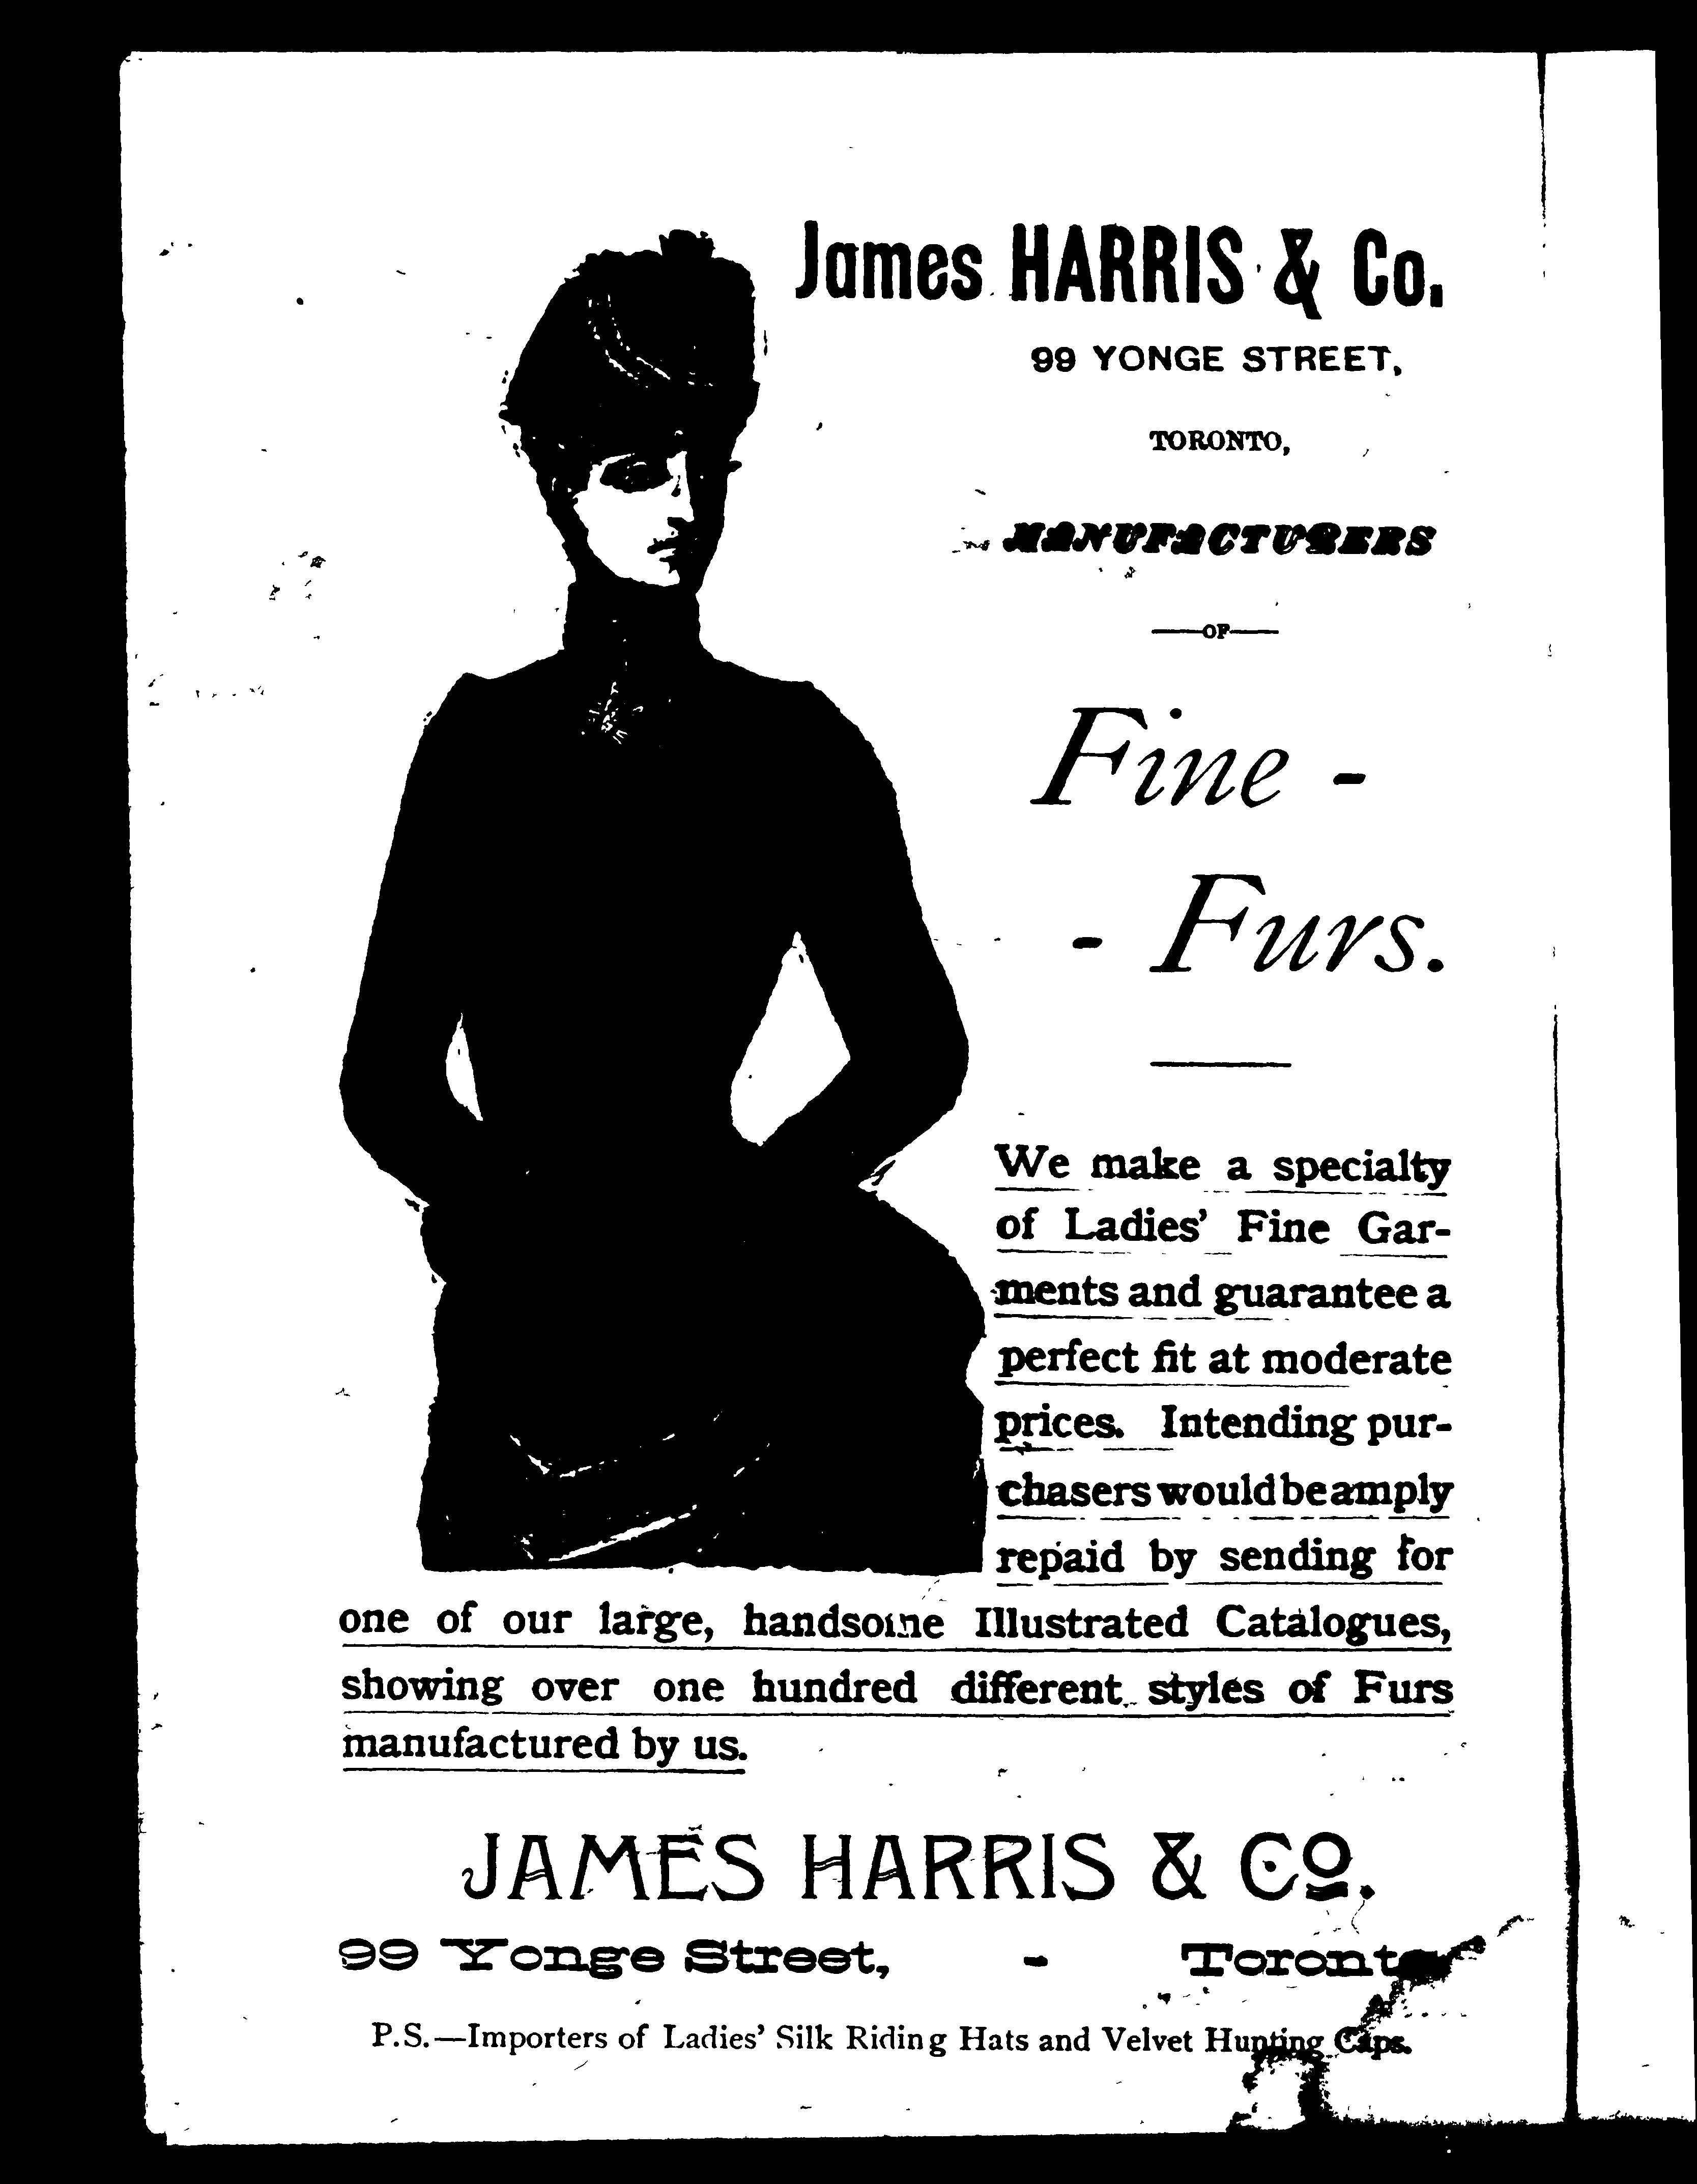 James HARRIS & Co.
99 YONGE STREET,
TORONTO,
MANUFACTURERS
—OF—
Fine -
- Furs.
We make a specialty
of Ladies' Fine Gar-
ments and guarantee a
perfect fit at moderate
prices. Intending pur-
chasers would be amply
repaid by sending for
one of our large, handsome Illustrated Catalogues,
showing over one hundred different styles of Furs
manufactured by us.
JAMES HARRIS & Co.
99 Yonge Street, - Toronto
P.S.—Importers of Ladies' Silk Riding Hats and Velvet Hunting Caps.